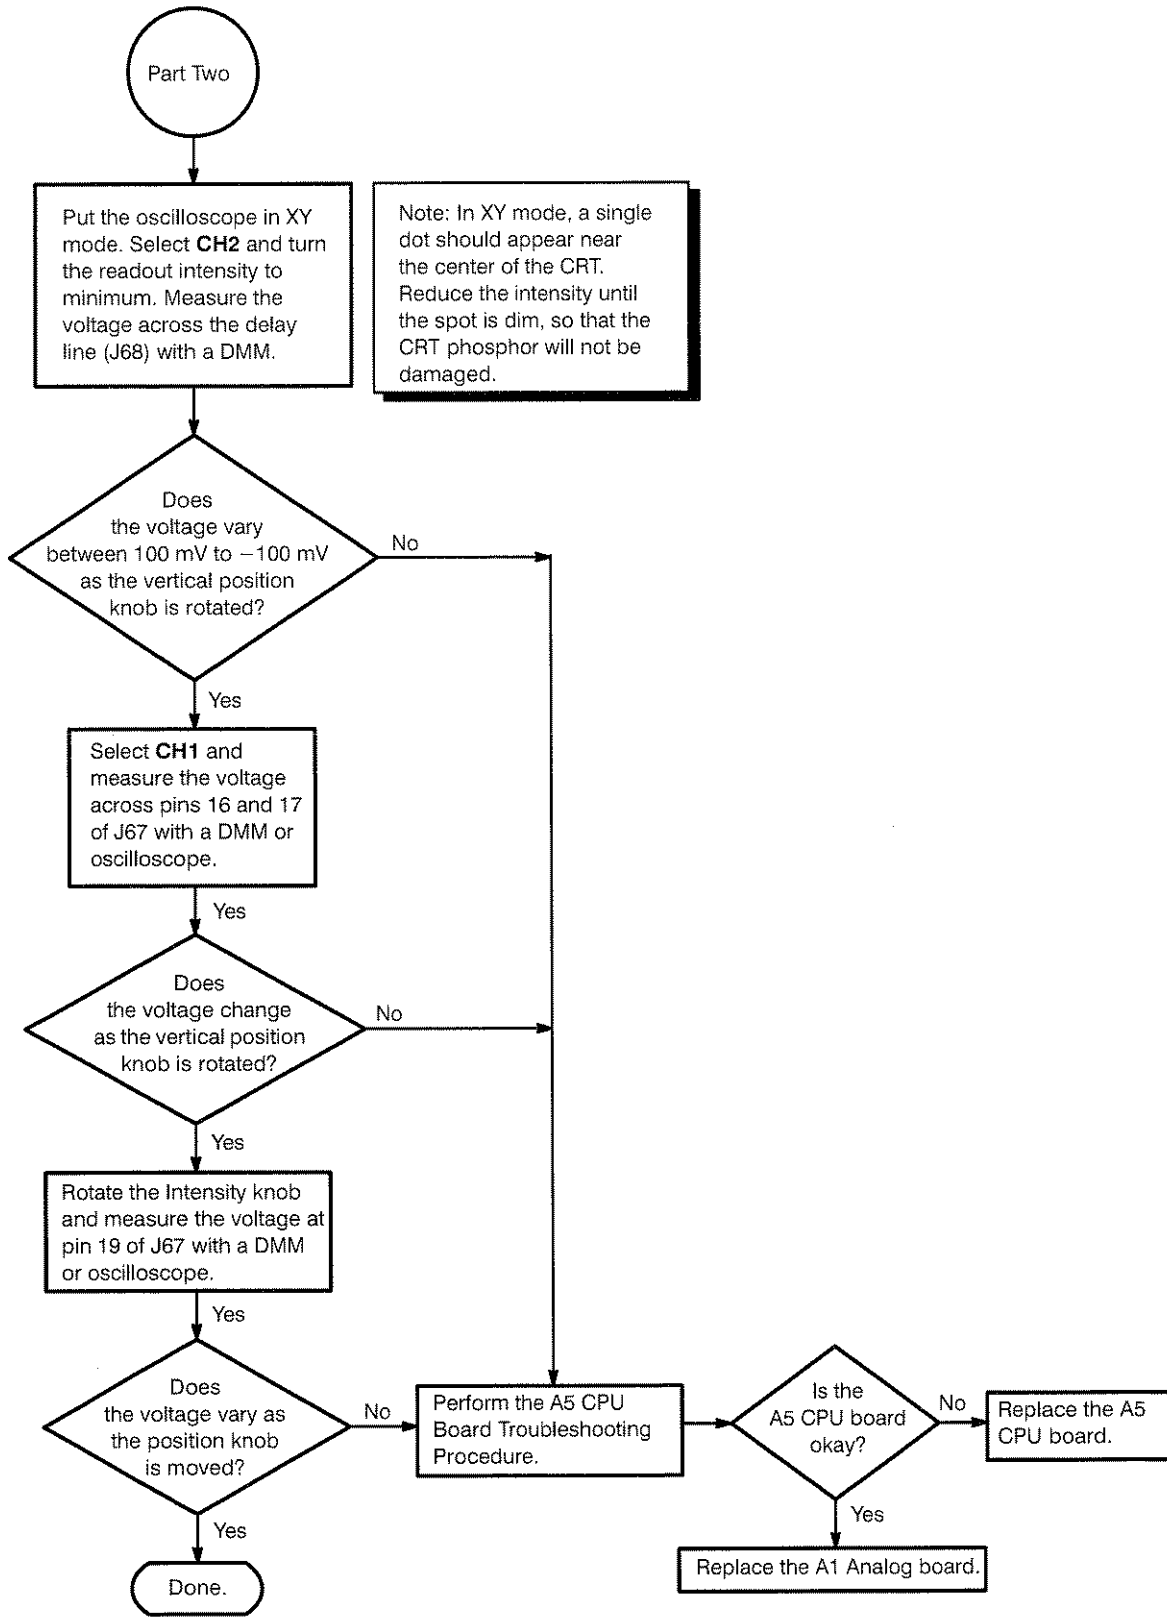 Part Two
Put the oscilloscope in XY
mode. Select CH2 and turn
the readout intensity to
minimum. Measure the
voltage across the delay
line (J68) with a DMM.
Note: In XY mode, a single
dot should appear near
the center of the CRT.
Reduce the intensity until
the spot is dim, so that the
CRT phosphor will not be
damaged.
Does
the voltage vary
between 100 mV to −100 mV
as the vertical position
knob is rotated?
No
Yes
Select CH1 and
measure the voltage
across pins 16 and 17
of J67 with a DMM or
oscilloscope.
Yes
Does
the voltage change
as the vertical position
knob is rotated?
No
Yes
Rotate the Intensity knob
and measure the voltage at
pin 19 of J67 with a DMM
or oscilloscope.
Yes
Does
the voltage vary as
the position knob
is moved?
No
Perform the A5 CPU
Board Troubleshooting
Procedure.
Is the
A5 CPU board
okay?
No
Replace the A5
CPU board.
Yes
Replace the A1 Analog board.
Yes
Done.